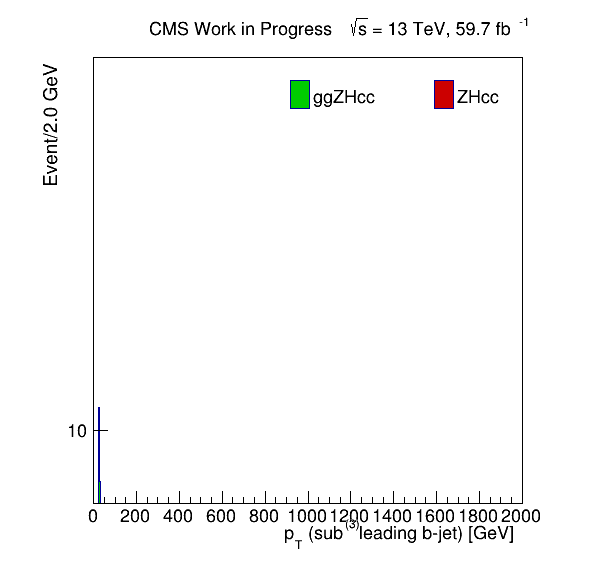 CMS Work in Progress √s = 13 TeV, 59.7 fb⁻¹
Event/2.0 GeV
ggZHcc ZHcc
10
0 200 400 600 800 1000 1200 1400 1600 1800 2000
p_T (sub⁽³⁾leading b-jet) [GeV]